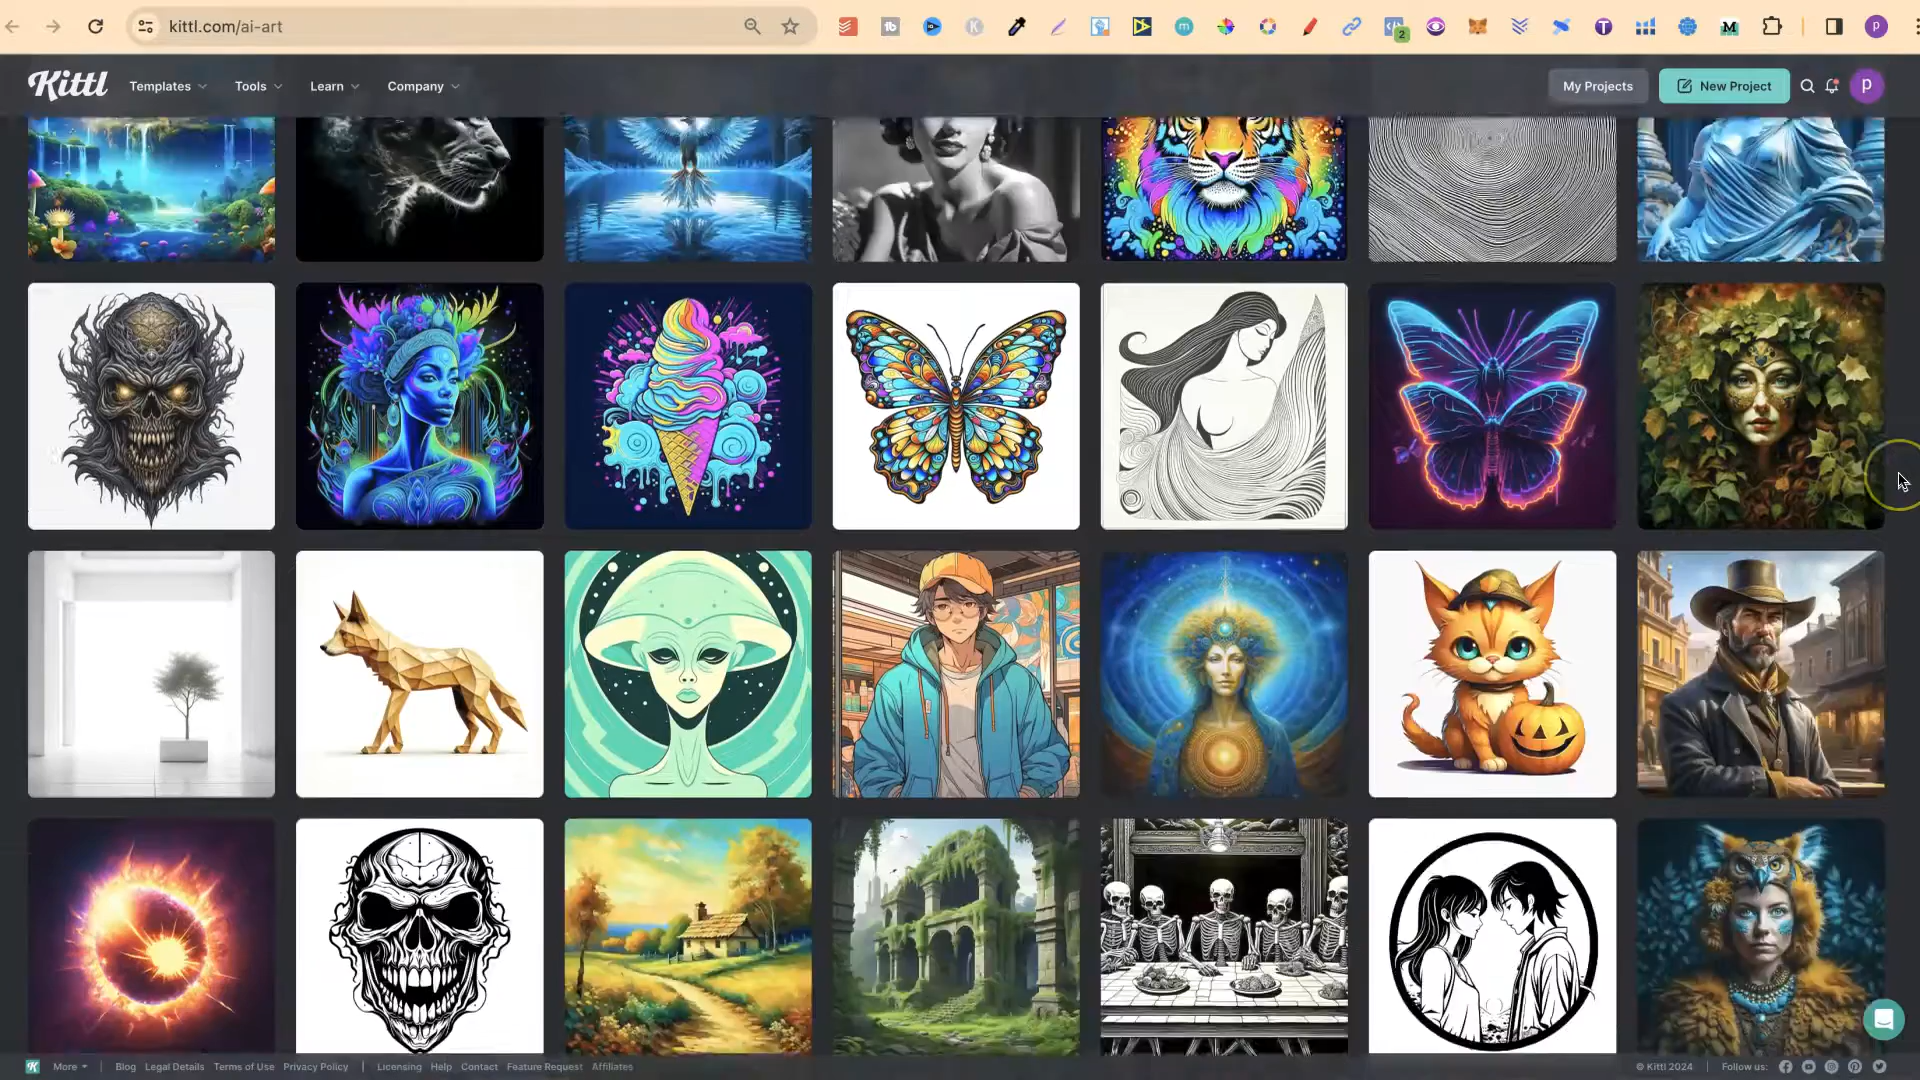 kittl.com/ai-art
2
P
Kittl
Templates
Tools
Learn
Company
My Projects
New Project
p
More
Blog
Legal Details
Terms of Use
Privacy Policy
Licensing
Help
Contact
Feature Request
Affiliates
© Kittl 2024
Follow us: